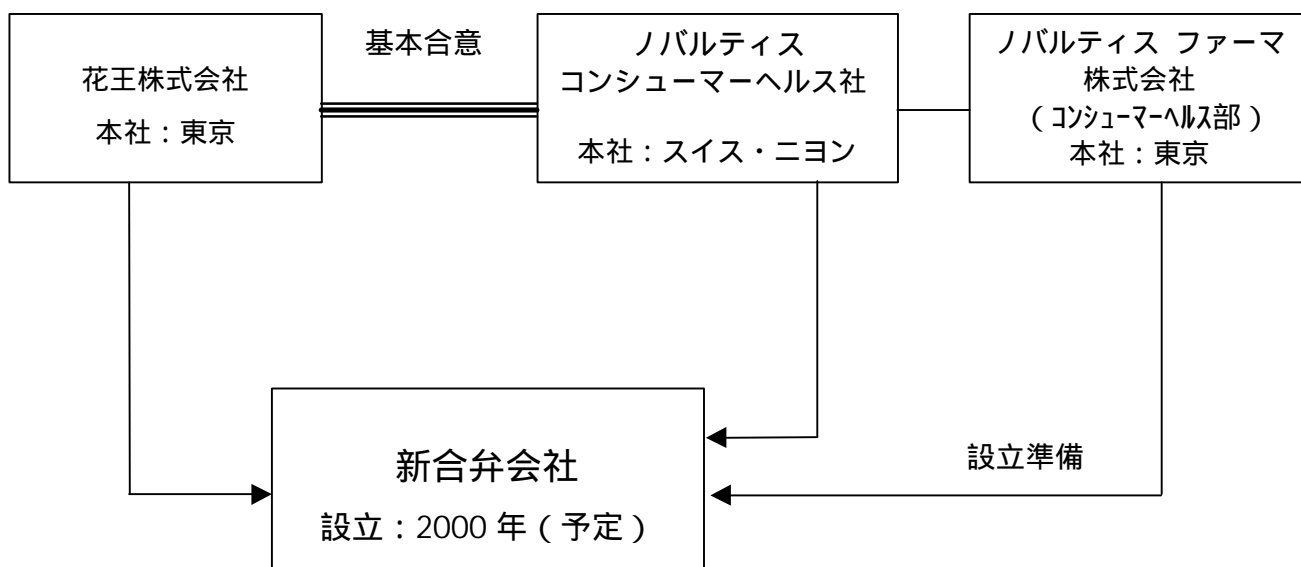 花王株式会社
本社：東京
基本合意
ノバルティス
コンシューマーヘルス社
本社：スイス・ニヨン
ノバルティス ファーマ
株式会社
（ｺﾝｼｭｰﾏｰﾍﾙｽ部）
本社：東京
新合弁会社
設立：2000 年（予定）
設立準備